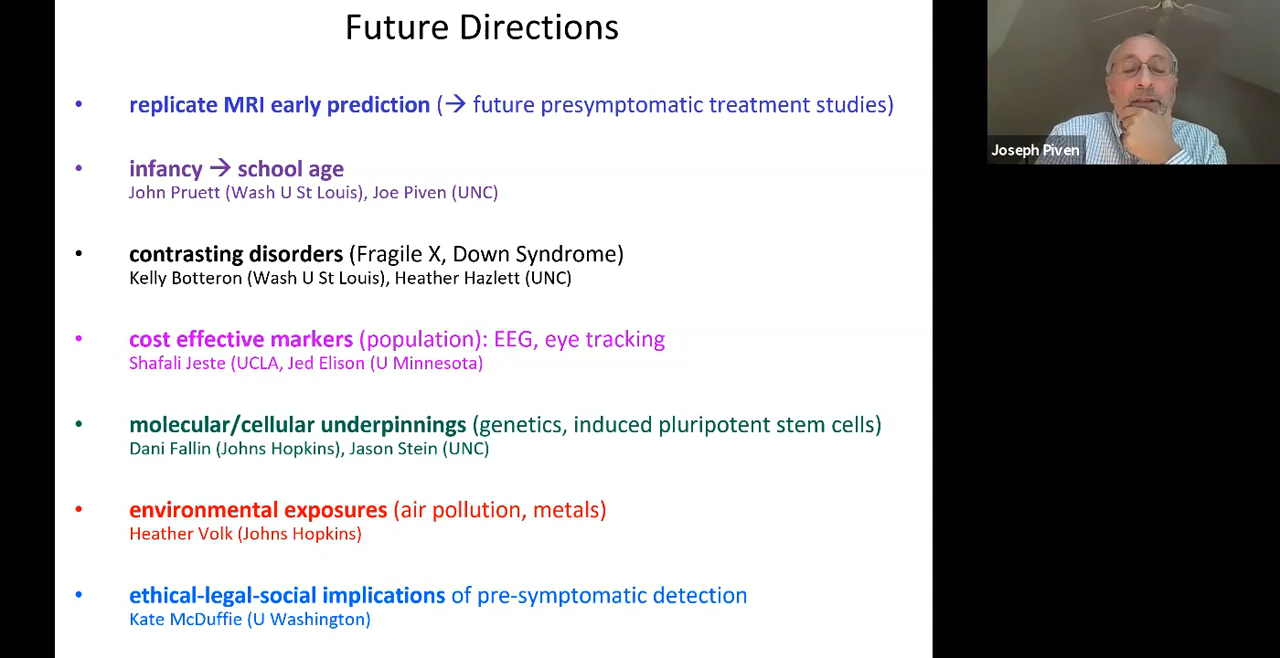 Future Directions
• replicate MRI early prediction (→ future presymptomatic treatment studies)
• infancy → school age
John Pruett (Wash U St Louis), Joe Piven (UNC)
• contrasting disorders (Fragile X, Down Syndrome)
Kelly Botteron (Wash U St Louis), Heather Hazlett (UNC)
• cost effective markers (population): EEG, eye tracking
Shafali Jeste (UCLA, Jed Elison (U Minnesota)
• molecular/cellular underpinnings (genetics, induced pluripotent stem cells)
Dani Fallin (Johns Hopkins), Jason Stein (UNC)
• environmental exposures (air pollution, metals)
Heather Volk (Johns Hopkins)
• ethical-legal-social implications of pre-symptomatic detection
Kate McDuffie (U Washington)
Joseph Piven